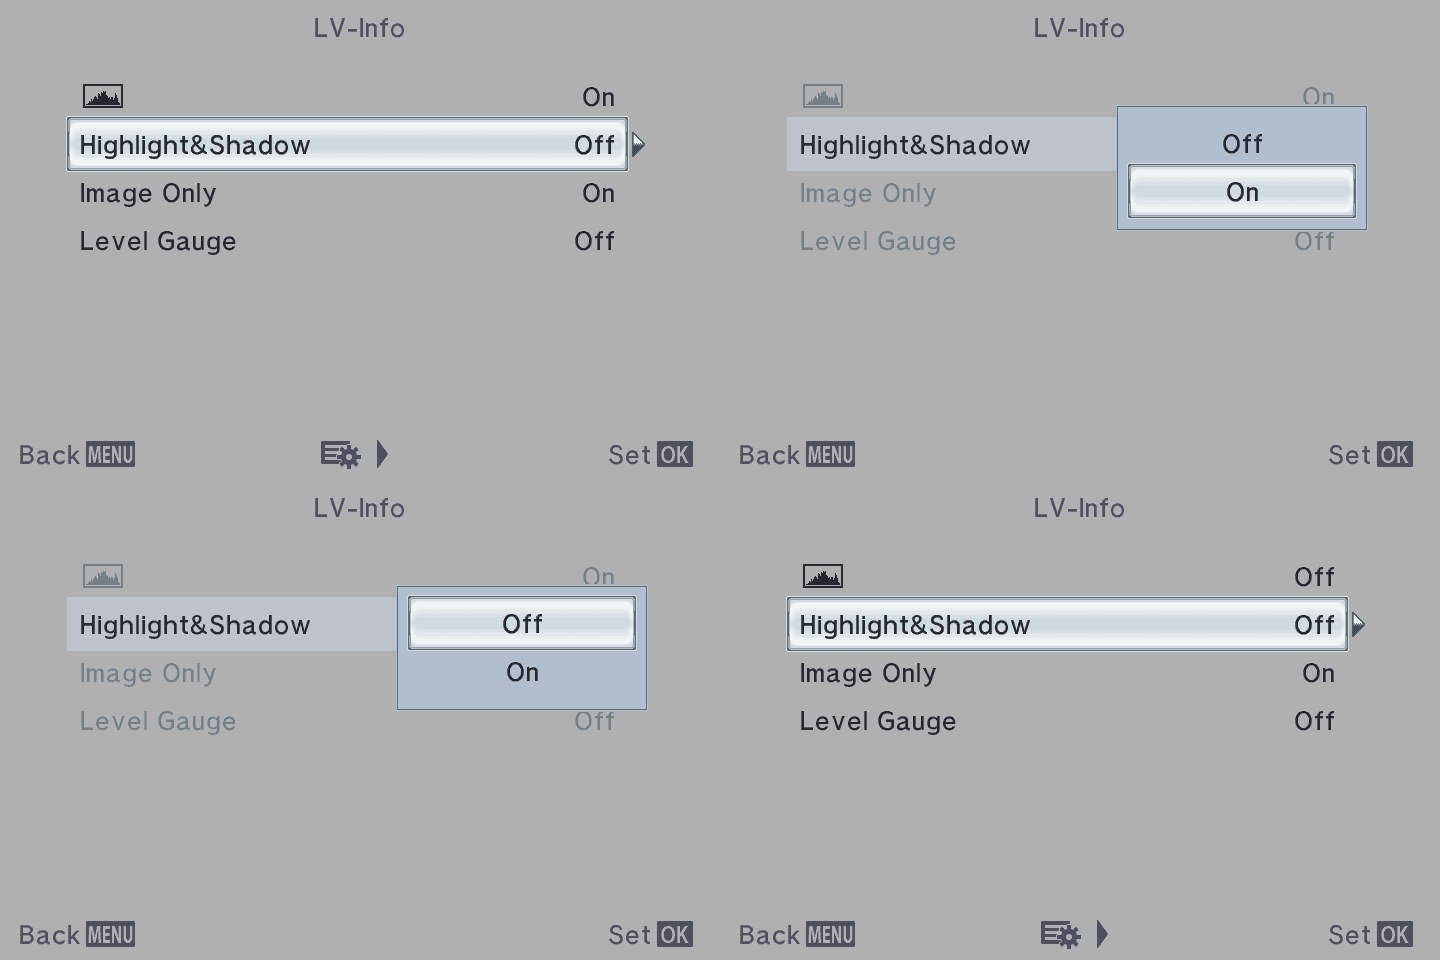 LV-Info
On
Highlight&Shadow Off
Image Only On
Level Gauge Off
Back MENU Set OK
LV-Info
On
Highlight&Shadow
Off
On
Image Only
Level Gauge Off
Back MENU Set OK
LV-Info
On
Highlight&Shadow
Off
On
Image Only
Level Gauge Off
Back MENU Set OK
LV-Info
Off
Highlight&Shadow Off
Image Only On
Level Gauge Off
Back MENU Set OK